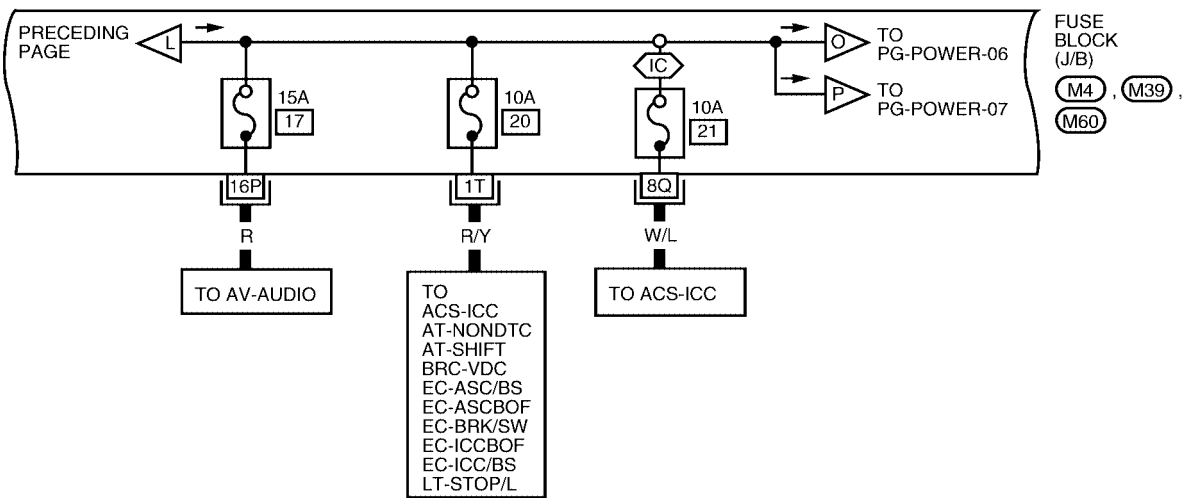 PRECEDING
PAGE
L
15A
17
10A
20
IC
10A
21
O
TO
PG-POWER-06
P
TO
PG-POWER-07
FUSE
BLOCK
(J/B)
M4 , M39 ,
M60
16P
1T
8Q
R
R/Y
W/L
TO AV-AUDIO
TO
ACS-ICC
AT-NONDTC
AT-SHIFT
BRC-VDC
EC-ASC/BS
EC-ASCBOF
EC-BRK/SW
EC-ICCBOF
EC-ICC/BS
LT-STOP/L
TO ACS-ICC